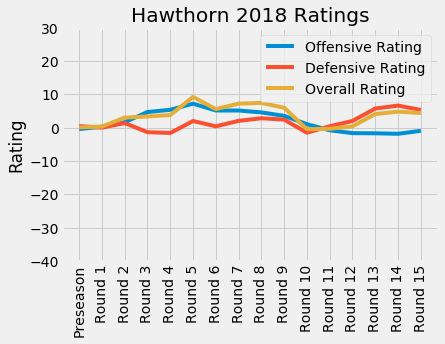 Hawthorn 2018 Ratings
Offensive Rating
Defensive Rating
Overall Rating
Rating
30
20
10
0
−10
−20
−30
−40
Preseason
Round 1
Round 2
Round 3
Round 4
Round 5
Round 6
Round 7
Round 8
Round 9
Round 10
Round 11
Round 12
Round 13
Round 14
Round 15